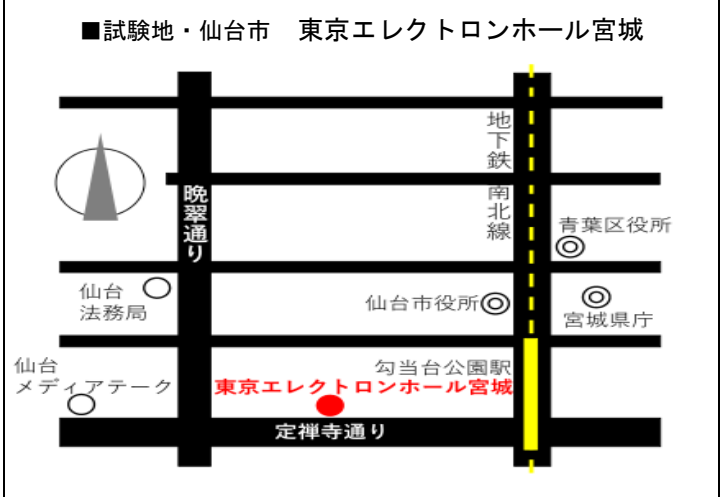 ■試験地・仙台市　東京エレクトロンホール宮城
地下鉄
南北線
晩翠通り
青葉区役所
仙台
法務局
仙台市役所
宮城県庁
仙台
メディアテーク
勾当台公園駅
東京エレクトロンホール宮城
定禅寺通り